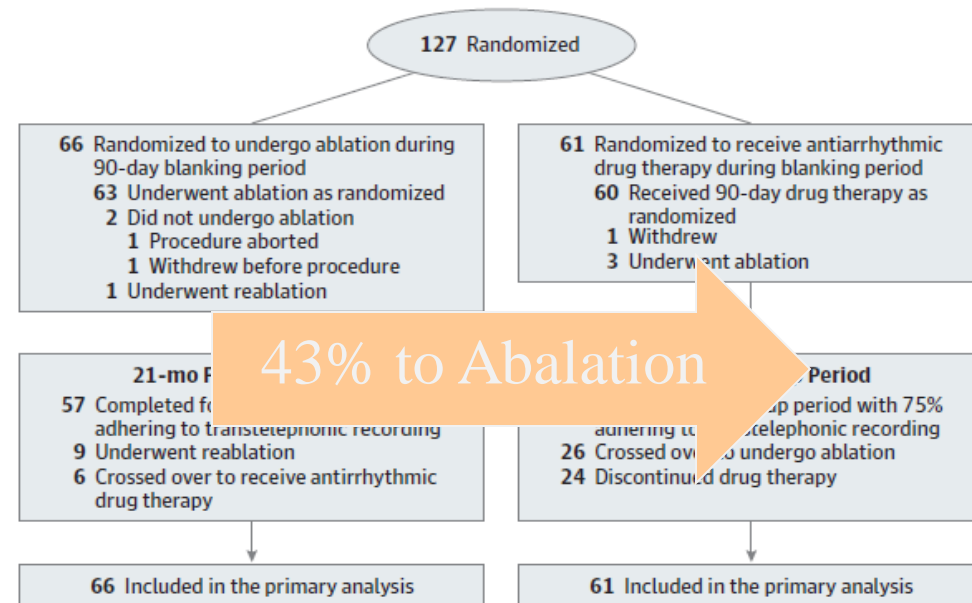 127 Randomized
66 Randomized to undergo ablation during
90-day blanking period
63 Underwent ablation as randomized
2 Did not undergo ablation
1 Procedure aborted
1 Withdrew before procedure
1 Underwent reablation
61 Randomized to receive antiarrhythmic
drug therapy during blanking period
60 Received 90-day drug therapy as
randomized
1 Withdrew
3 Underwent ablation
43% to Abalation
21-mo
57 Completed
adhering to transtelephonic recording
9 Underwent reablation
6 Crossed over to receive antirrhythmic
drug therapy
Period
period with 75%
adhering to recording
26 Crossed over to undergo ablation
24 Discontinued drug therapy
66 Included in the primary analysis
61 Included in the primary analysis